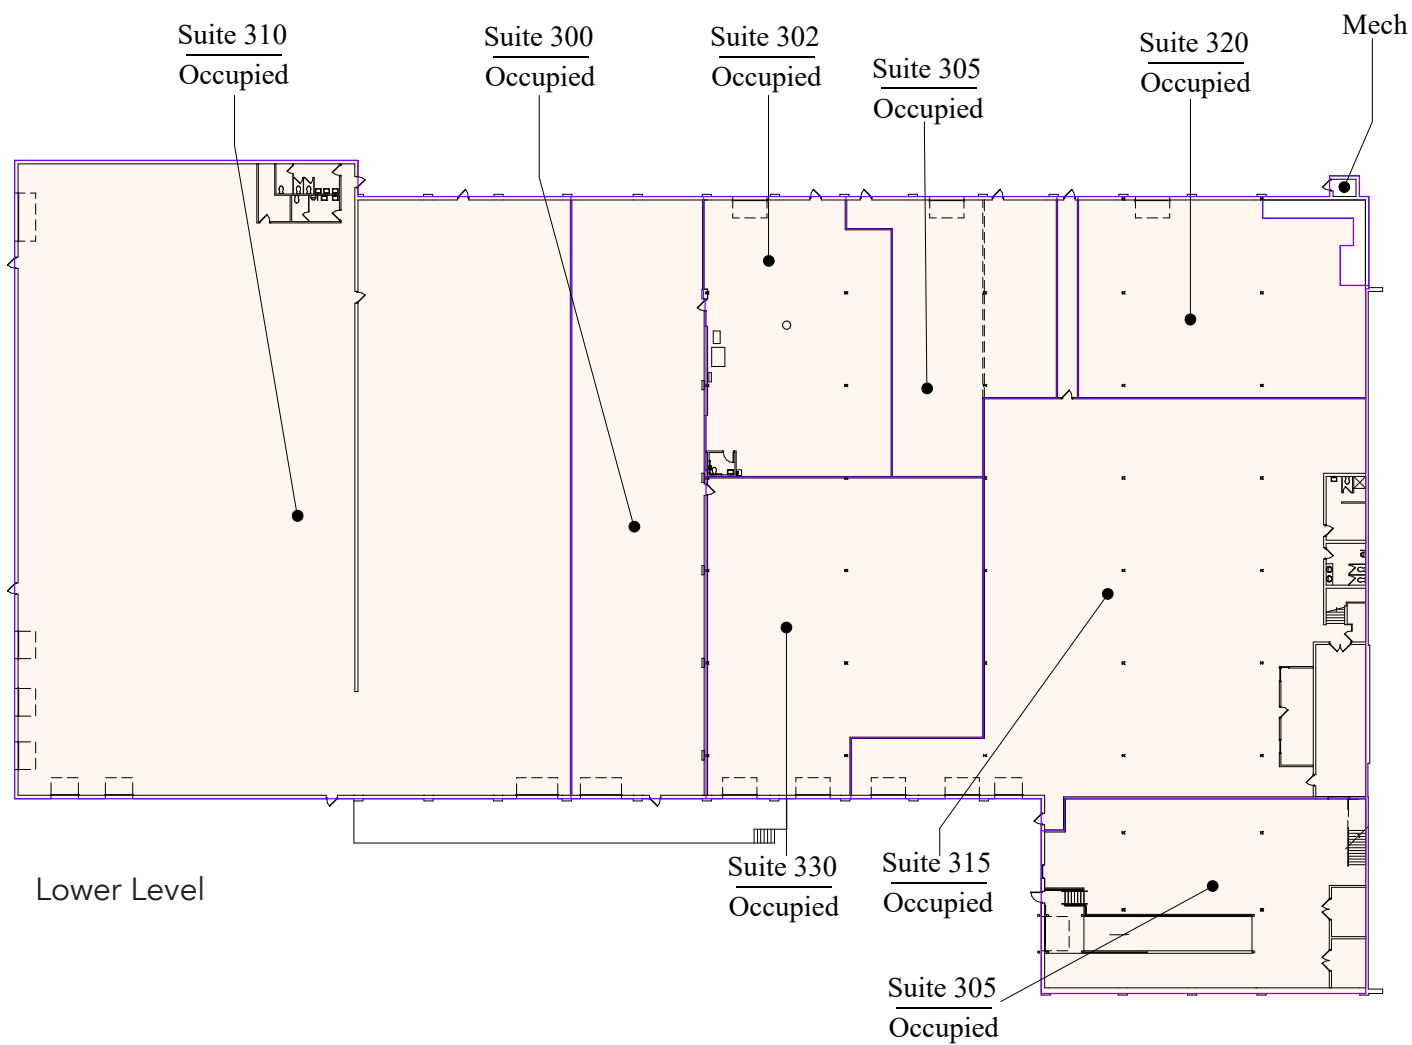 Suite 310
Occupied
Suite 300
Occupied
Suite 302
Occupied
Suite 305
Occupied
Suite 320
Occupied
Mech
Lower Level
Suite 330
Occupied
Suite 315
Occupied
Suite 305
Occupied